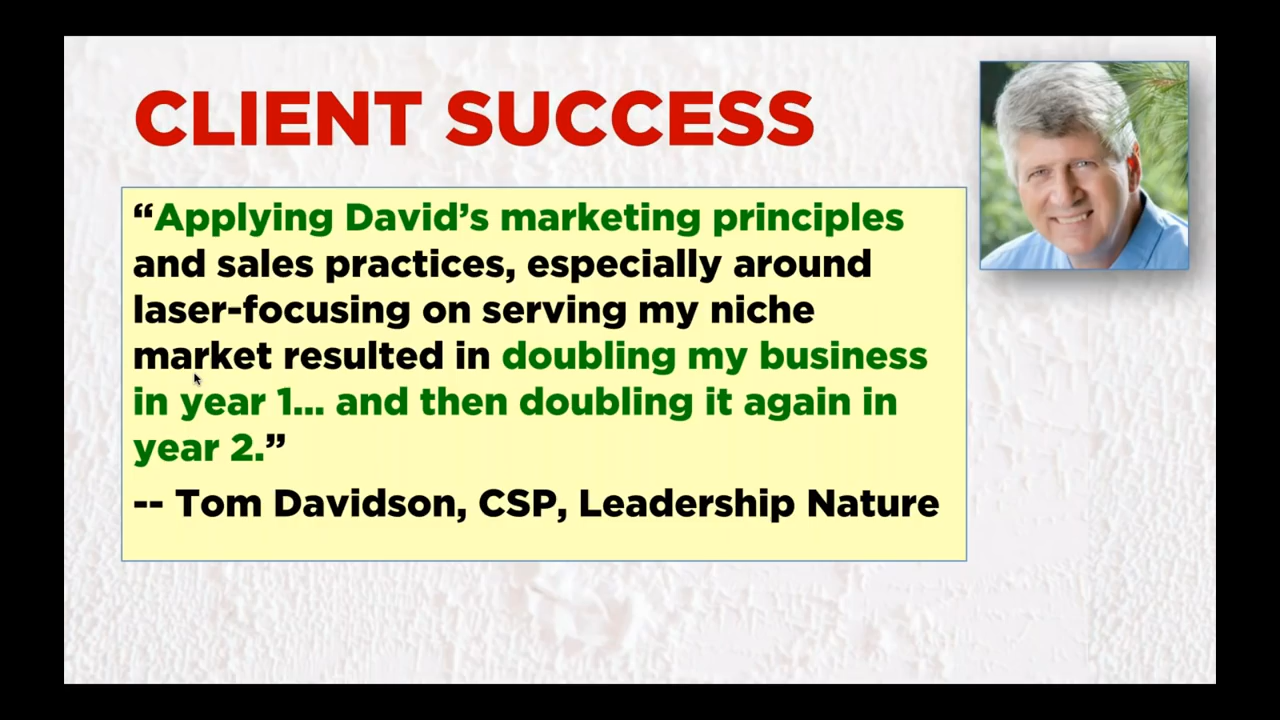 CLIENT SUCCESS
“Applying David’s marketing principles
and sales practices, especially around
laser-focusing on serving my niche
market resulted in doubling my business
in year 1... and then doubling it again in
year 2.”
-- Tom Davidson, CSP, Leadership Nature